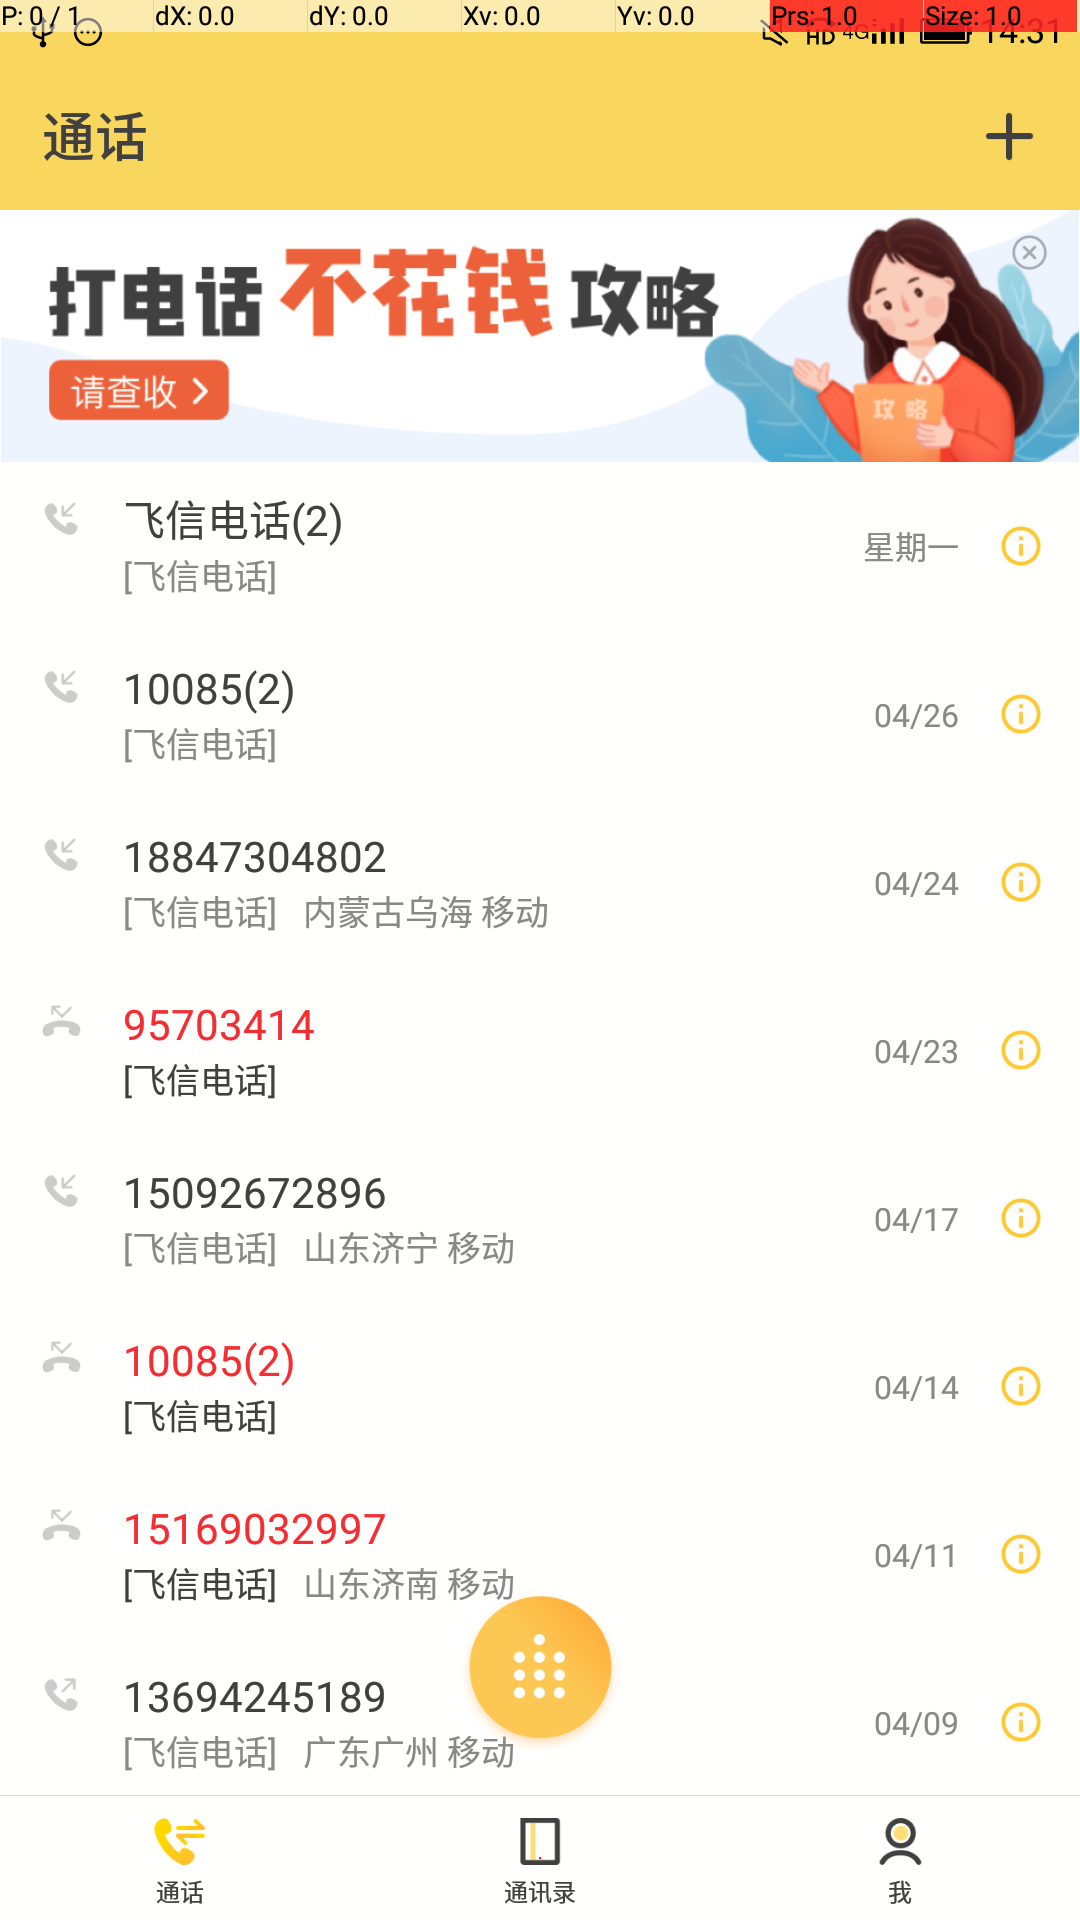 P: 0 / 1 dX: 0.0 dY: 0.0 Xv: 0.0 Yv: 0.0 Prs: 1.0 Size: 1.0
HD 4G 14:31
通话
打电话不花钱攻略
请查收
攻略
飞信电话(2)
[飞信电话]
星期一
10085(2)
[飞信电话]
04/26
18847304802
[飞信电话] 内蒙古乌海 移动
04/24
95703414
[飞信电话]
04/23
15092672896
[飞信电话] 山东济宁 移动
04/17
10085(2)
[飞信电话]
04/14
15169032997
[飞信电话] 山东济南 移动
04/11
13694245189
[飞信电话] 广东广州 移动
04/09
通话 通讯录 我